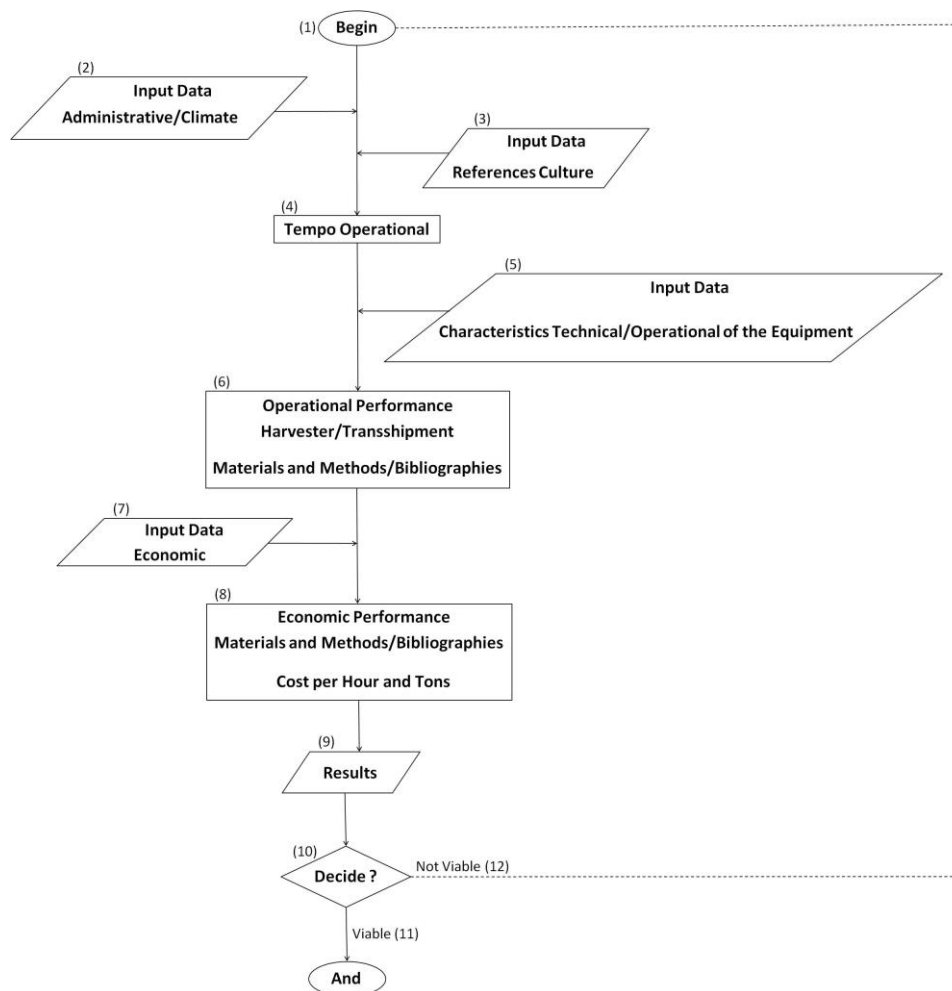 (1)
Begin
(2)
Input Data
Administrative/Climate
(3)
Input Data
References Culture
(4)
Tempo Operational
(5)
Input Data
Characteristics Technical/Operational of the Equipment
(6)
Operational Performance
Harvester/Transshipment
Materials and Methods/Bibliographies
(7)
Input Data
Economic
(8)
Economic Performance
Materials and Methods/Bibliographies
Cost per Hour and Tons
(9)
Results
(10)
Decide ?
Not Viable (12)
Viable (11)
And